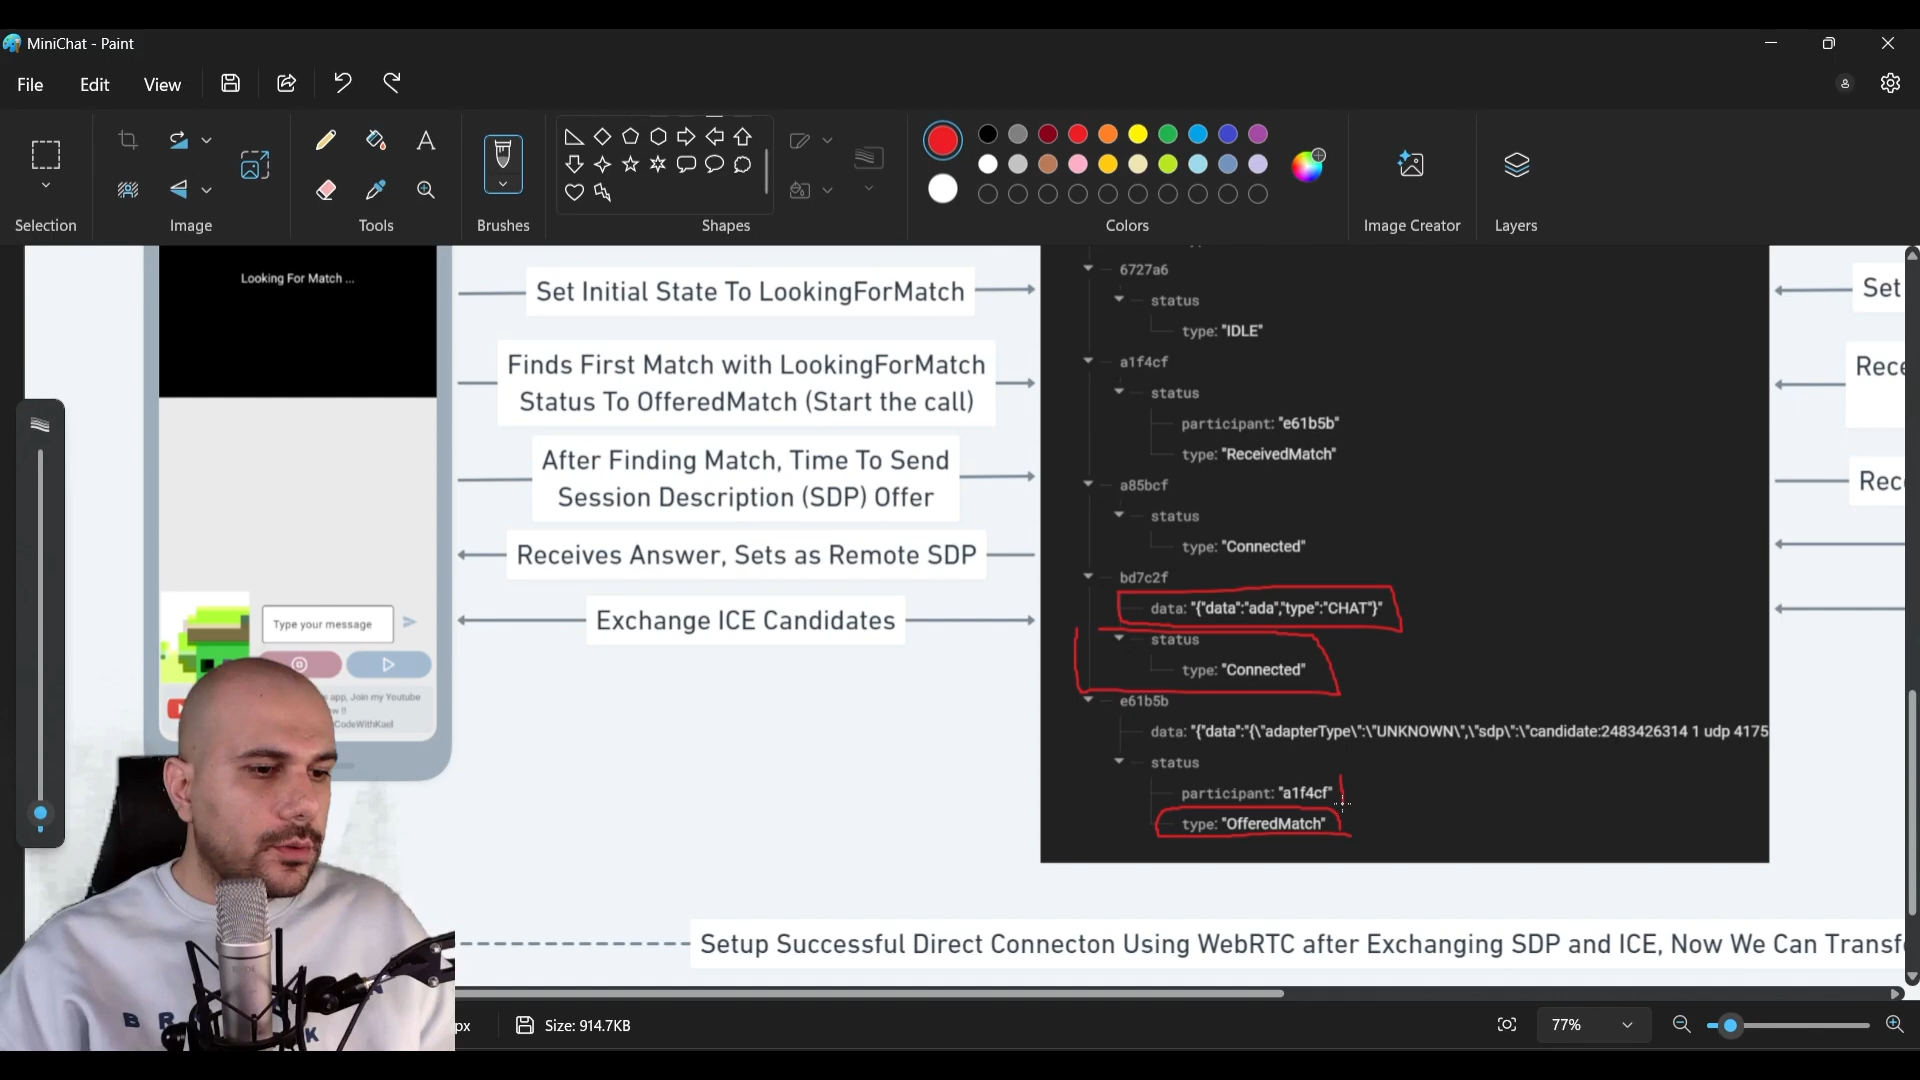 MiniChat - Paint
File
Edit
View
Selection
Image
Tools
Brushes
Shapes
Colors
Image Creator
Layers
Looking For Match ...
Type your message
app, Join my Youtube
CodeWithKael
Set Initial State To LookingForMatch
Finds First Match with LookingForMatch
Status To OfferedMatch (Start the call)
After Finding Match, Time To Send
Session Description (SDP) Offer
Receives Answer, Sets as Remote SDP
Exchange ICE Candidates
6727a6
status
type: "IDLE"
a1f4cf
status
participant: "e61b5b"
type: "ReceivedMatch"
a85bcf
status
type: "Connected"
bd7c2f
data: "{"data":"ada","type":"CHAT"}"
status
type: "Connected"
e61b5b
data: "{"data":"{\"adapterType\":\"UNKNOWN\",\"sdp\":\"candidate:2483426314 1 udp 4175
status
participant: "a1f4cf"
type: "OfferedMatch"
Set
Rece
Rec
Setup Successful Direct Connecton Using WebRTC after Exchanging SDP and ICE, Now We Can Transf
px
Size: 914.7KB
77%